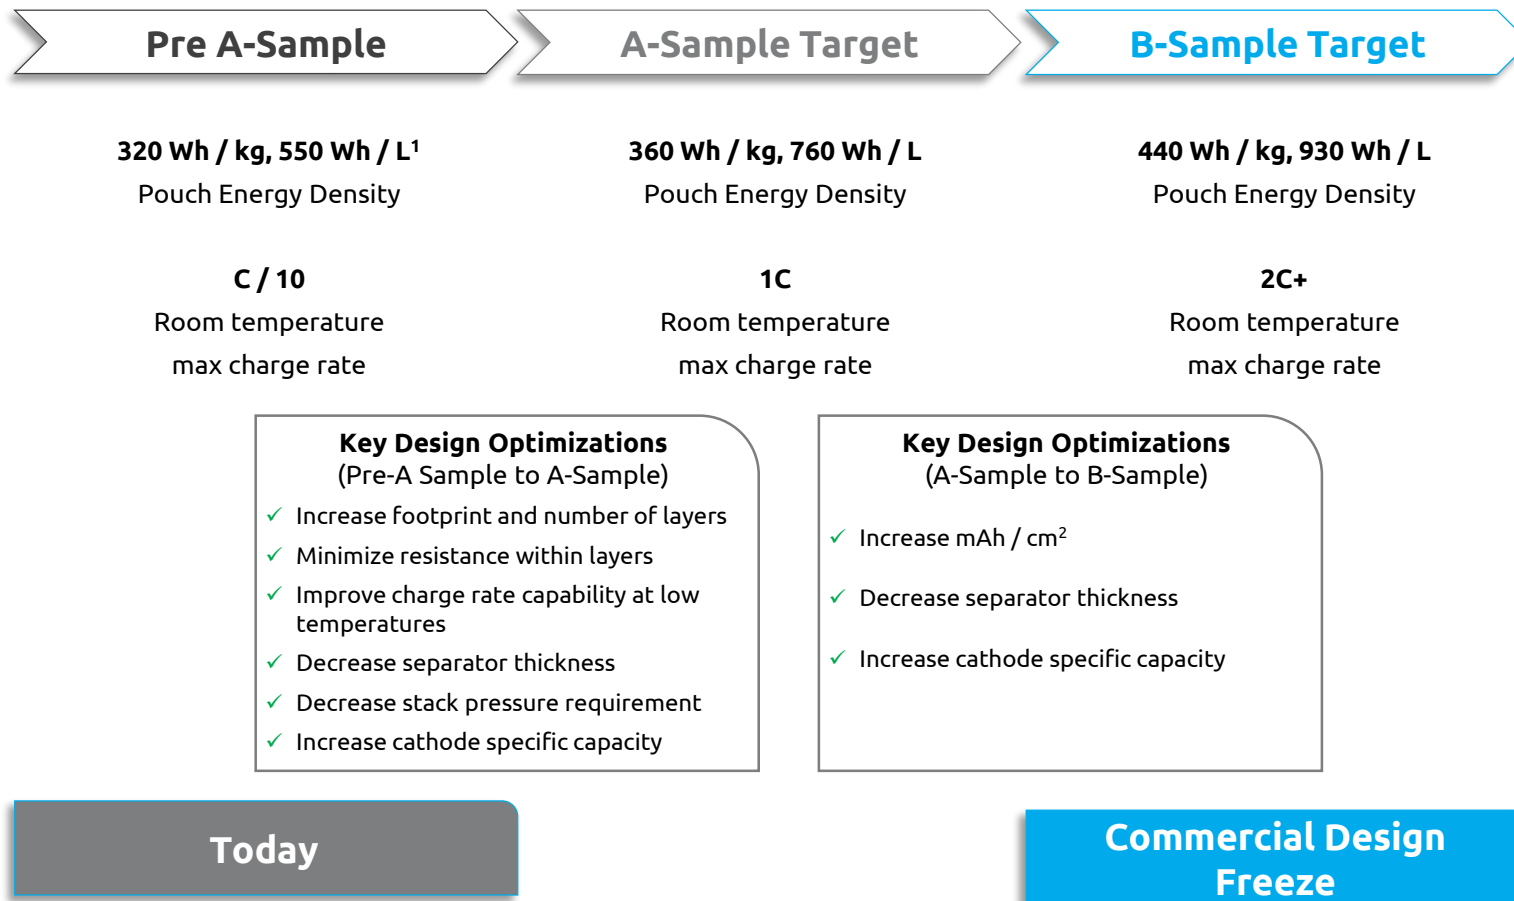 Pre A-Sample
A-Sample Target
B-Sample Target
320 Wh / kg, 550 Wh / L¹
Pouch Energy Density
360 Wh / kg, 760 Wh / L
Pouch Energy Density
440 Wh / kg, 930 Wh / L
Pouch Energy Density
C / 10
Room temperature
max charge rate
1C
Room temperature
max charge rate
2C+
Room temperature
max charge rate
Key Design Optimizations
(Pre-A Sample to A-Sample)
✓ Increase footprint and number of layers
✓ Minimize resistance within layers
✓ Improve charge rate capability at low
temperatures
✓ Decrease separator thickness
✓ Decrease stack pressure requirement
✓ Increase cathode specific capacity
Key Design Optimizations
(A-Sample to B-Sample)
✓ Increase mAh / cm²
✓ Decrease separator thickness
✓ Increase cathode specific capacity
Today
Commercial Design
Freeze